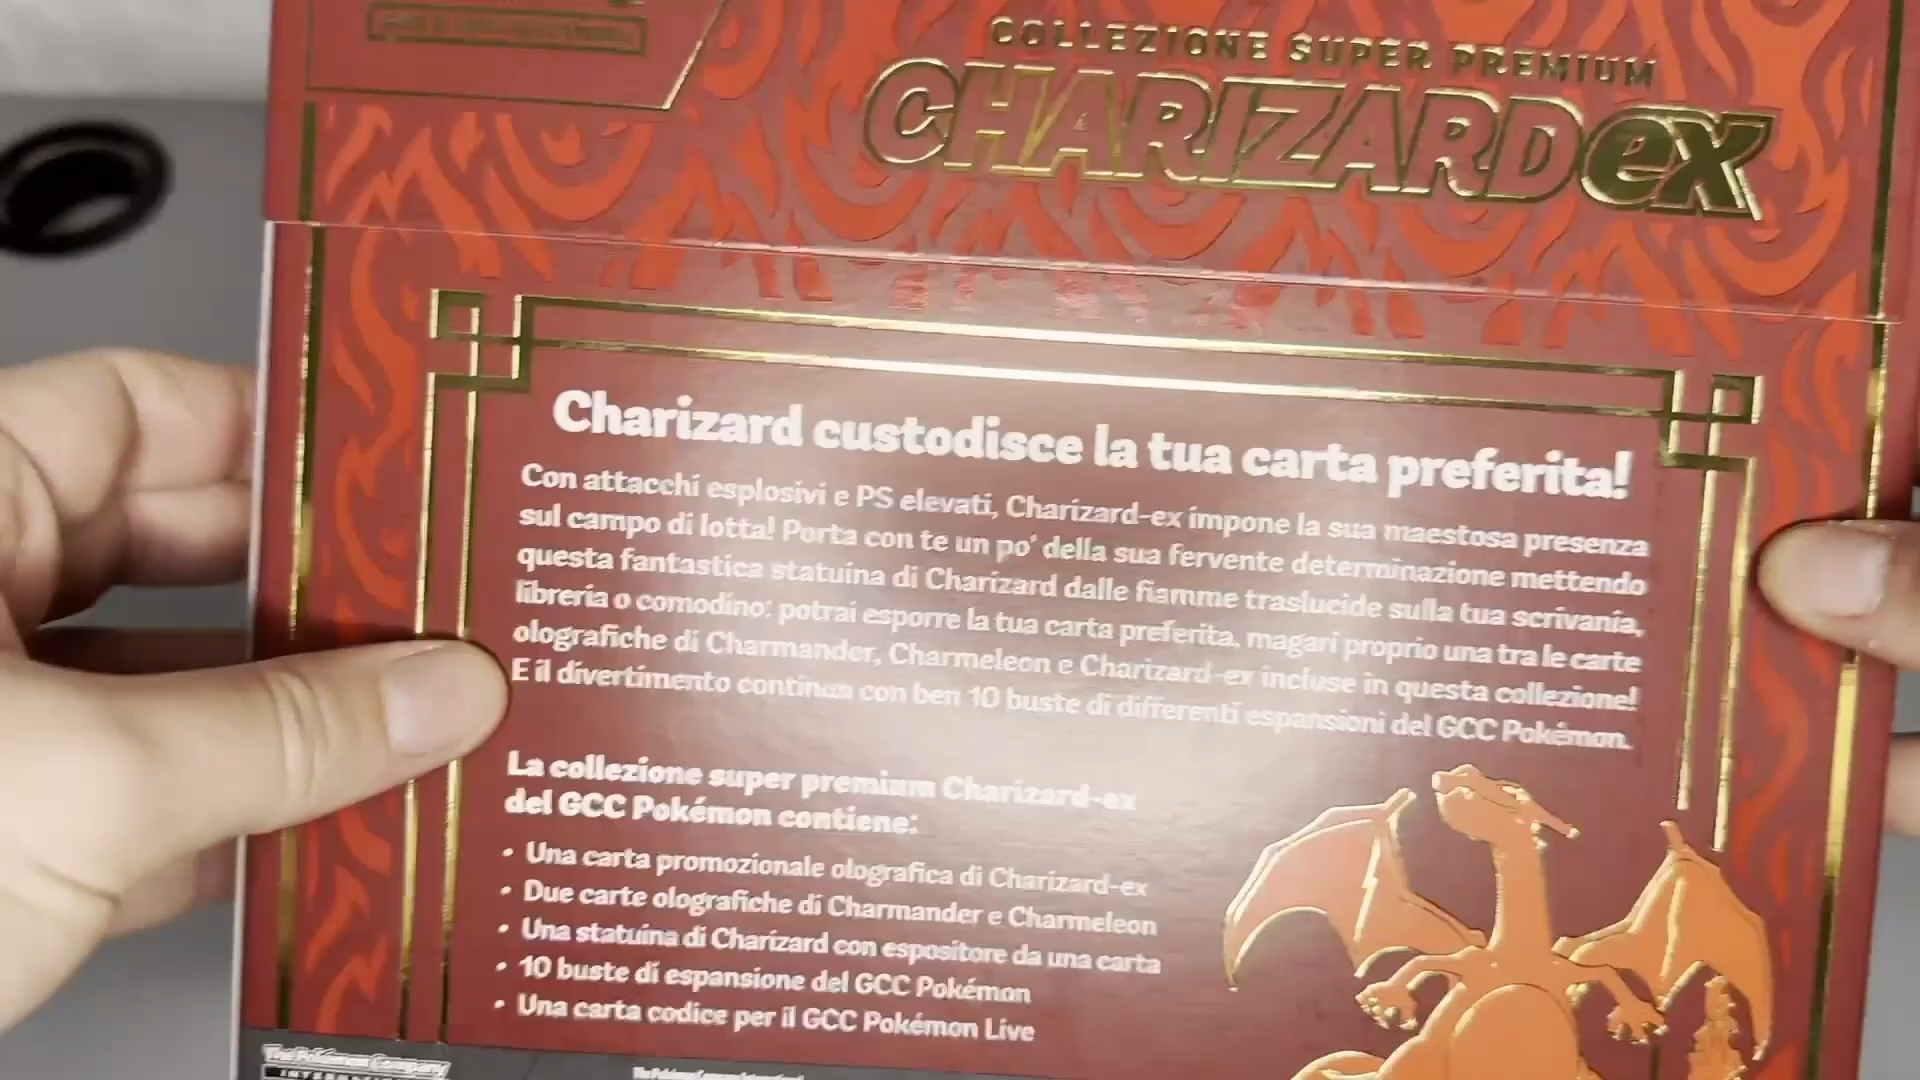 COLLEZIONE SUPER PREMIUM
CHARIZARD ex
Charizard custodisce la tua carta preferita!
Con attacchi esplosivi e PS elevati, Charizard-ex impone la sua maestosa presenza
sul campo di lotta! Porta con te un po' della sua fervente determinazione mettendo
questa fantastica statuina di Charizard dalle fiamme traslucide sulla tua scrivania,
libreria o comodino: potrai esporre la tua carta preferita, magari proprio una tra le carte
olografiche di Charmander, Charmeleon e Charizard-ex incluse in questa collezione!
E il divertimento continua con ben 10 buste di differenti espansioni del GCC Pokémon.
La collezione super premium Charizard-ex
del GCC Pokémon contiene:
• Una carta promozionale olografica di Charizard-ex
• Due carte olografiche di Charmander e Charmeleon
• Una statuina di Charizard con espositore da una carta
• 10 buste di espansione del GCC Pokémon
• Una carta codice per il GCC Pokémon Live
The Pokémon Company